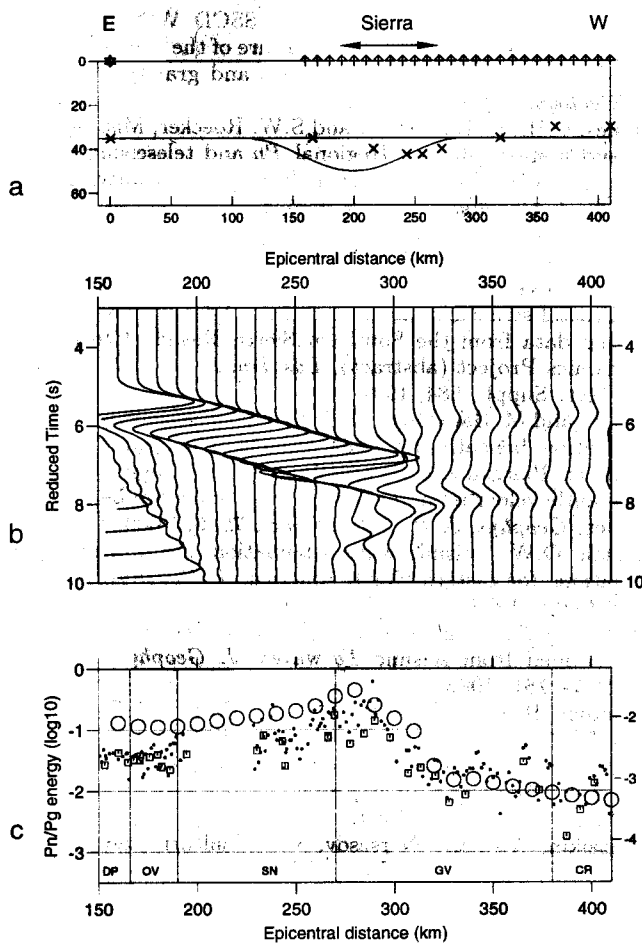 E Sierra W
0
20
40
60
a
0 50 100 150 200 250 300 350 400
Epicentral distance (km)
150 200 250 300 350 400
4 4
6 6
8 8
10 10
Reduced Time (s)
b
0
-1
-2
-3
-2
-3
-4
Pn/Pg energy (log10)
c
DP OV SN GV CR
150 200 250 300 350 400
Epicentral distance (km)